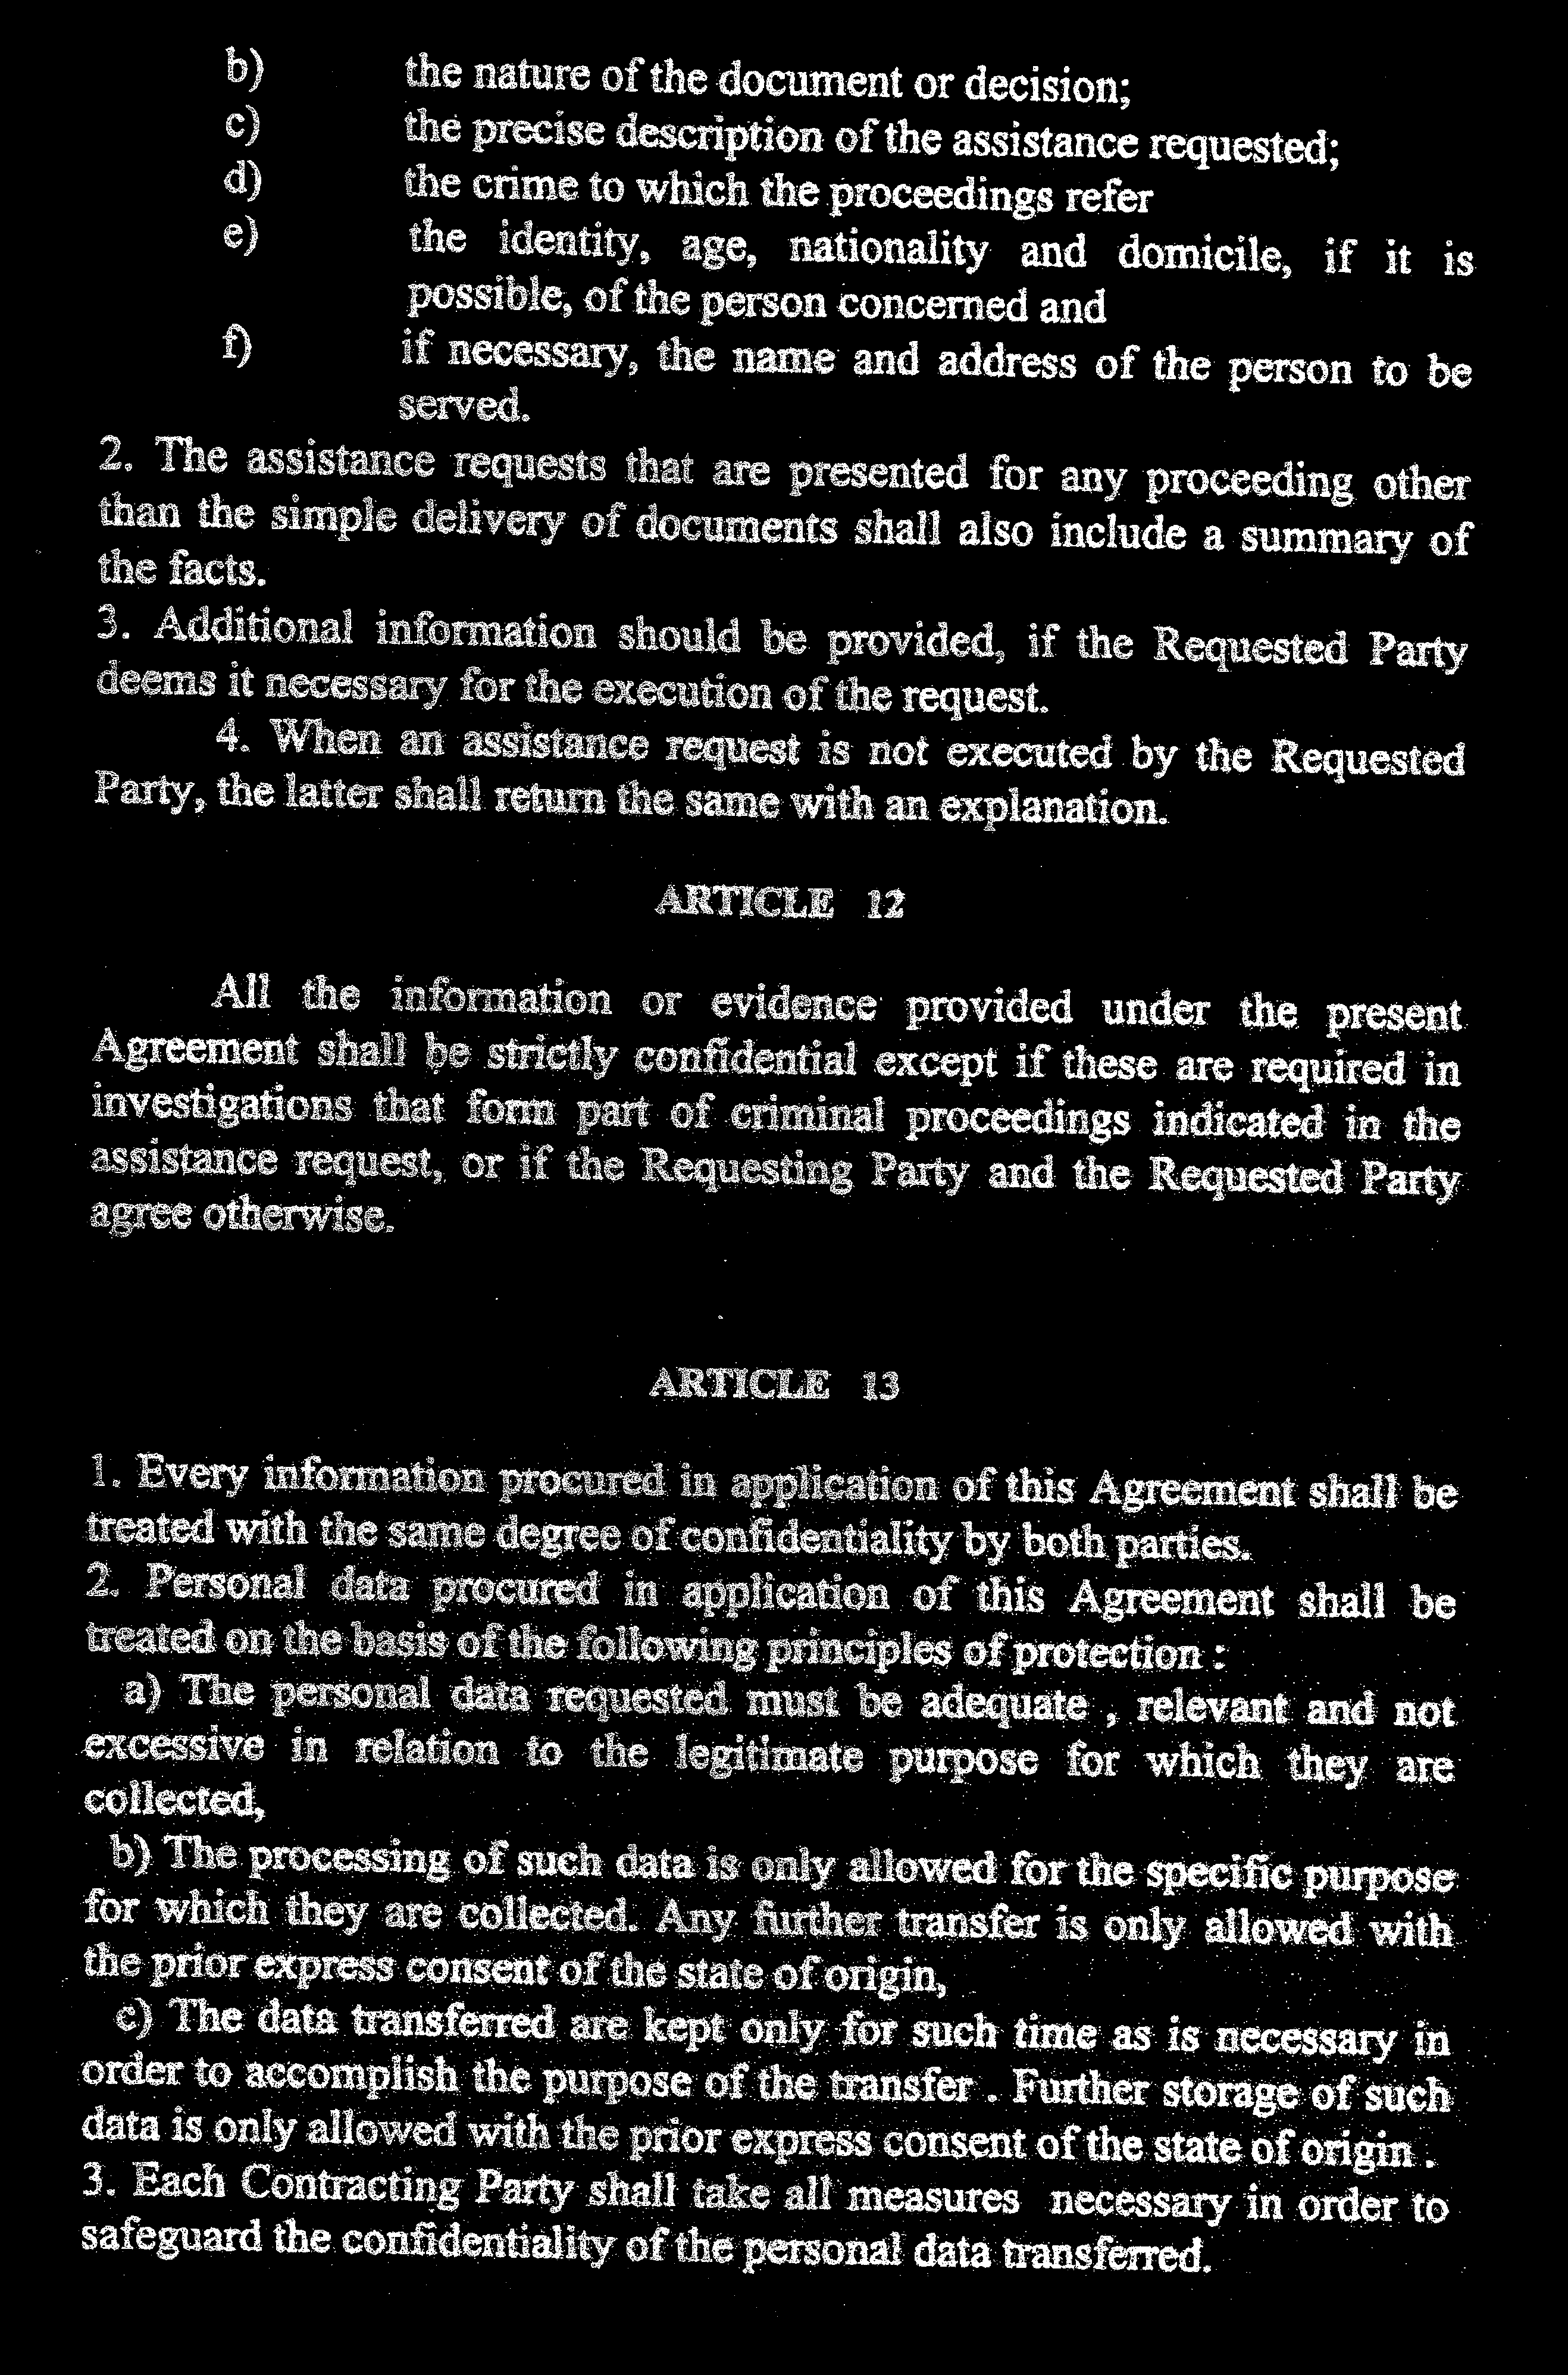 b) the nature of the document or decision;
c) the precise description of the assistance requested;
d) the crime to which the proceedings refer
e) the identity, age, nationality and domicile, if it is
possible, of the person concerned and
f) if necessary, the name and address of the person to be
served.
2. The assistance requests that are presented for any proceeding other
than the simple delivery of documents shall also include a summary of
the facts.
3. Additional information should be provided, if the Requested Party
deems it necessary for the execution of the request.
4. When an assistance request is not executed by the Requested
Party, the latter shall return the same with an explanation.
ARTICLE 12
All the information or evidence provided under the present
Agreement shall be strictly confidential except if these are required in
investigations that form part of criminal proceedings indicated in the
assistance request, or if the Requesting Party and the Requested Party
agree otherwise.
ARTICLE 13
1. Every information procured in application of this Agreement shall be
treated with the same degree of confidentiality by both parties.
2. Personal data procured in application of this Agreement shall be
treated on the basis of the following principles of protection :
a) The personal data requested must be adequate , relevant and not
excessive in relation to the legitimate purpose for which they are
collected,
b) The processing of such data is only allowed for the specific purpose
for which they are collected. Any further transfer is only allowed with
the prior express consent of the state of origin,
c) The data transferred are kept only for such time as is necessary in
order to accomplish the purpose of the transfer . Further storage of such
data is only allowed with the prior express consent of the state of origin .
3. Each Contracting Party shall take all measures necessary in order to
safeguard the confidentiality of the personal data transferred.